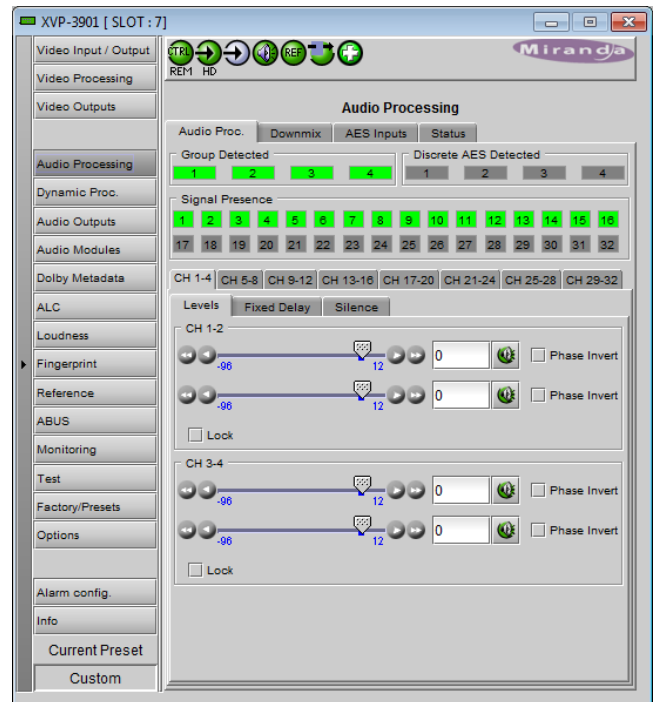 XVP-3901 [ SLOT : 7]
Video Input / Output
Video Processing
Video Outputs
Audio Processing
Dynamic Proc.
Audio Outputs
Audio Modules
Dolby Metadata
ALC
Loudness
Fingerprint
Reference
ABUS
Monitoring
Test
Factory/Presets
Options
Alarm config.
Info
Current Preset
Custom
CTRL REF
REM HD
Miranda
Audio Processing
Audio Proc. Downmix AES Inputs Status
Group Detected Discrete AES Detected
1 2 3 4 1 2 3 4
Signal Presence
1 2 3 4 5 6 7 8 9 10 11 12 13 14 15 16
17 18 19 20 21 22 23 24 25 26 27 28 29 30 31 32
CH 1-4 CH 5-8 CH 9-12 CH 13-16 CH 17-20 CH 21-24 CH 25-28 CH 29-32
Levels Fixed Delay Silence
CH 1-2
-96 12 0 Phase Invert
-96 12 0 Phase Invert
Lock
CH 3-4
-96 12 0 Phase Invert
-96 12 0 Phase Invert
Lock